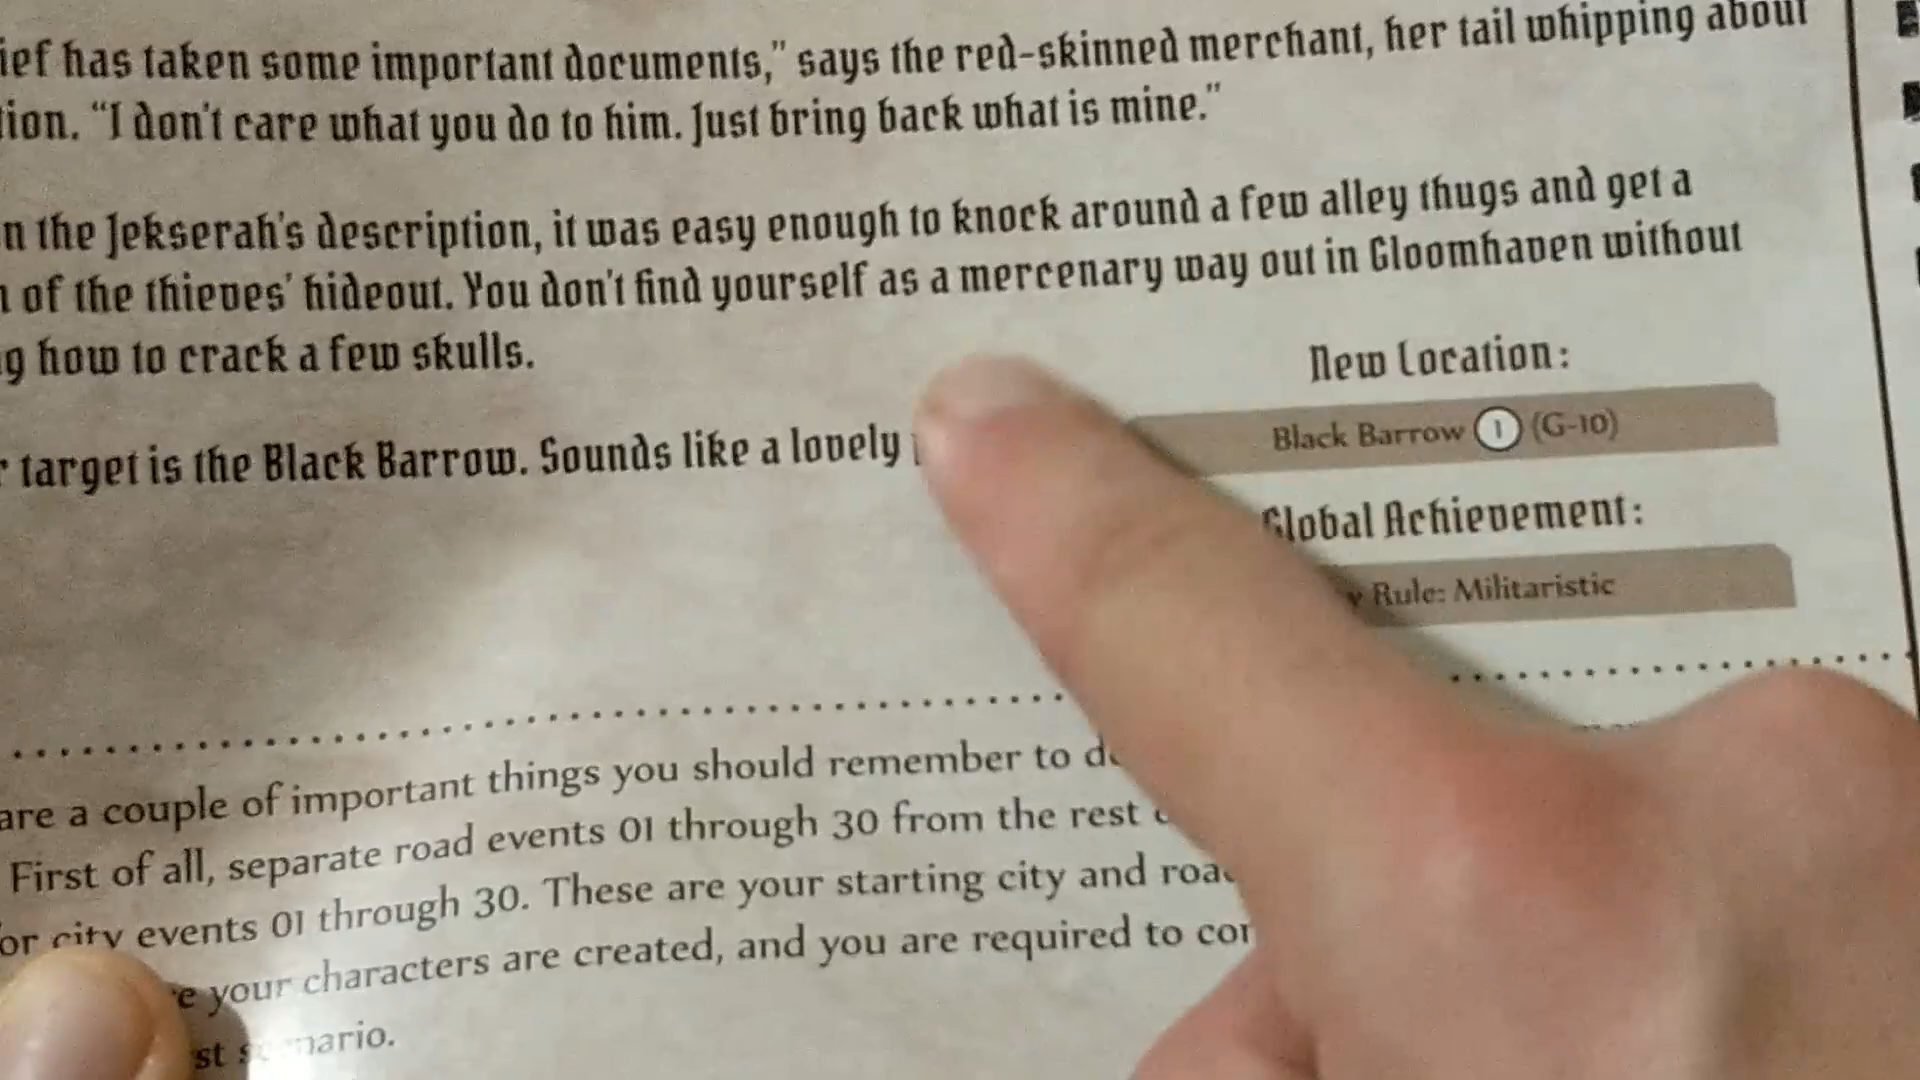 has taken some important documents,” says the red-skinned merchant, her tail whipping about
“I don't care what you do to him. Just bring back what is mine.”
the Jekserah's description, it was easy enough to knock around a few alley thugs and get a
of the thieves' hideout. You don't find yourself as a mercenary way out in Gloomhaven without
how to crack a few skulls.
target is the Black Barrow. Sounds like a lovely
New Location:
Black Barrow 1 (G-10)
Global Achievement:
Rule: Militaristic
are a couple of important things you should remember to
First of all, separate road events 01 through 30 from the rest
or city events 01 through 30. These are your starting city and
your characters are created, and you are required to